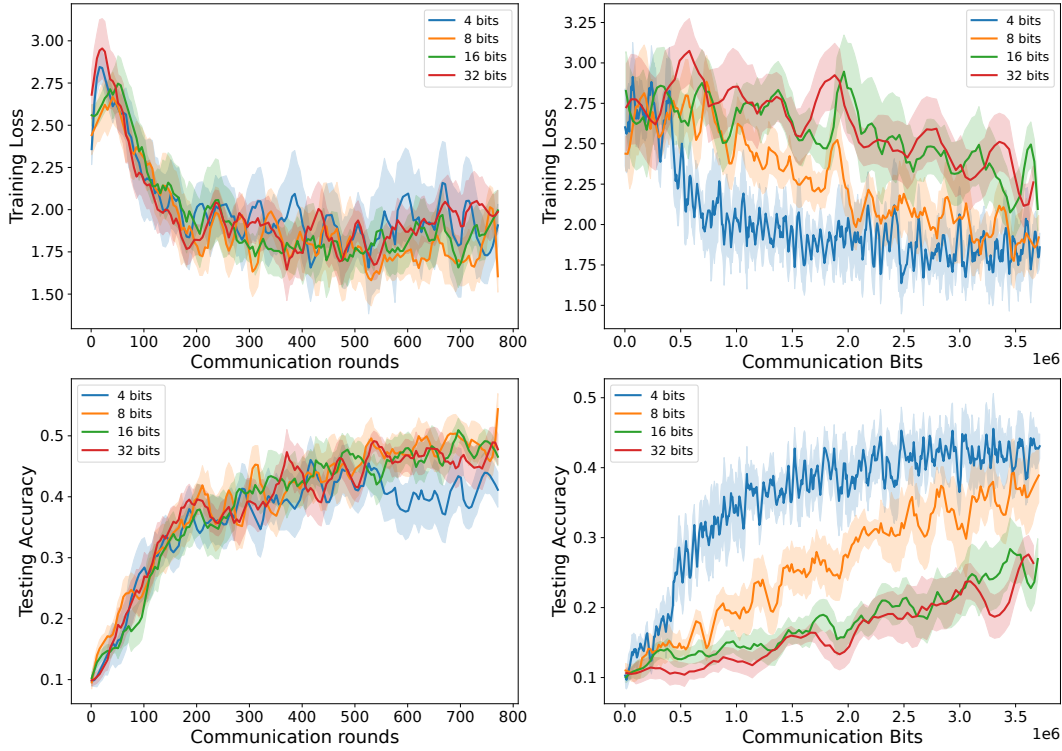 3.00
2.75
2.50
2.25
2.00
1.75
1.50
Training Loss
4 bits
8 bits
16 bits
32 bits
0 100 200 300 400 500 600 700 800
Communication rounds
3.25
3.00
2.75
2.50
2.25
2.00
1.75
1.50
Training Loss
4 bits
8 bits
16 bits
32 bits
0.0 0.5 1.0 1.5 2.0 2.5 3.0 3.5
1e6
Communication Bits
0.5
0.4
0.3
0.2
0.1
Testing Accuracy
4 bits
8 bits
16 bits
32 bits
0 100 200 300 400 500 600 700 800
Communication rounds
0.5
0.4
0.3
0.2
0.1
Testing Accuracy
4 bits
8 bits
16 bits
32 bits
0.0 0.5 1.0 1.5 2.0 2.5 3.0 3.5
1e6
Communication Bits